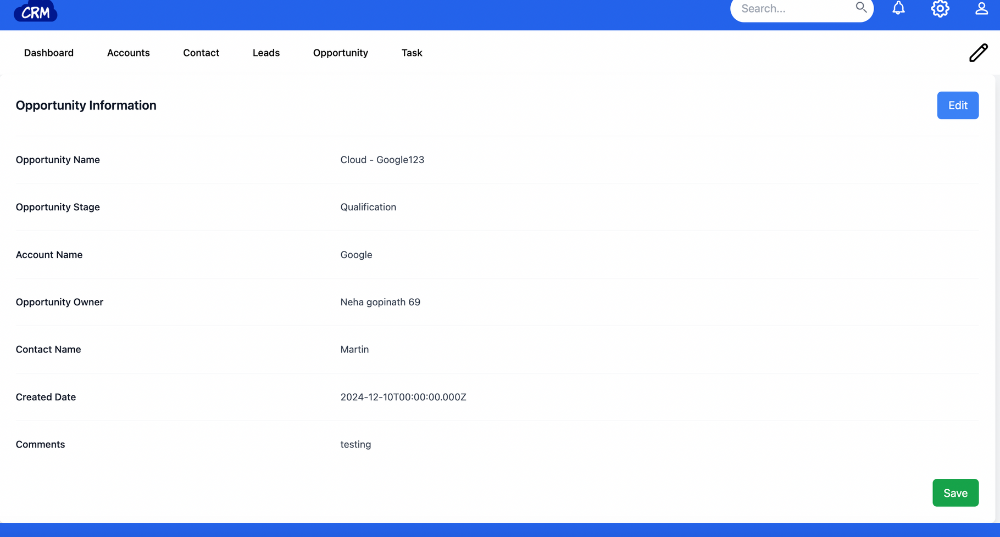 CRM
Search...
Dashboard Accounts Contact Leads Opportunity Task
Opportunity Information
Edit
Opportunity Name Cloud - Google123
Opportunity Stage Qualification
Account Name Google
Opportunity Owner Neha gopinath 69
Contact Name Martin
Created Date 2024-12-10T00:00:00.000Z
Comments testing
Save